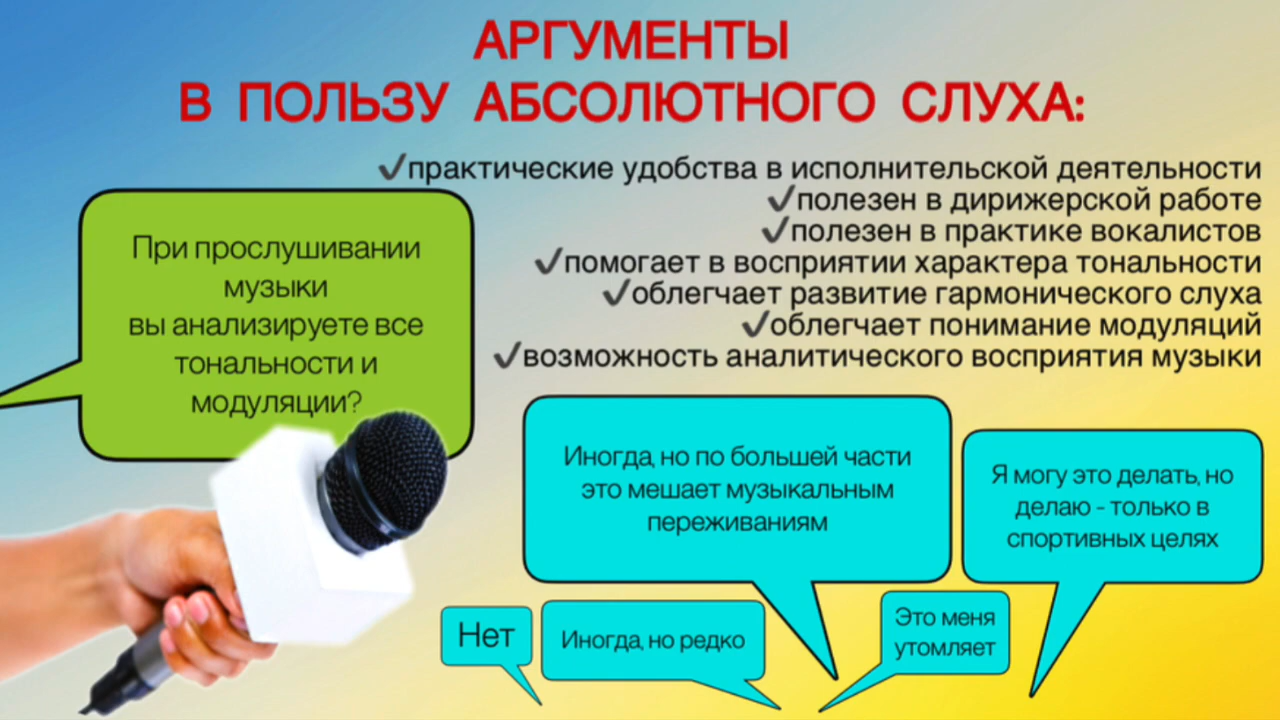 АРГУМЕНТЫ
В ПОЛЬЗУ АБСОЛЮТНОГО СЛУХА:
✔практические удобства в исполнительской деятельности
✔полезен в дирижерской работе
✔полезен в практике вокалистов
✔помогает в восприятии характера тональности
✔облегчает развитие гармонического слуха
✔облегчает понимание модуляций
✔возможность аналитического восприятия музыки
При прослушивании
музыки
вы анализируете все
тональности и
модуляции?
Иногда, но по большей части
это мешает музыкальным
переживаниям
Я могу это делать, но
делаю - только в
спортивных целях
Нет
Иногда, но редко
Это меня
утомляет